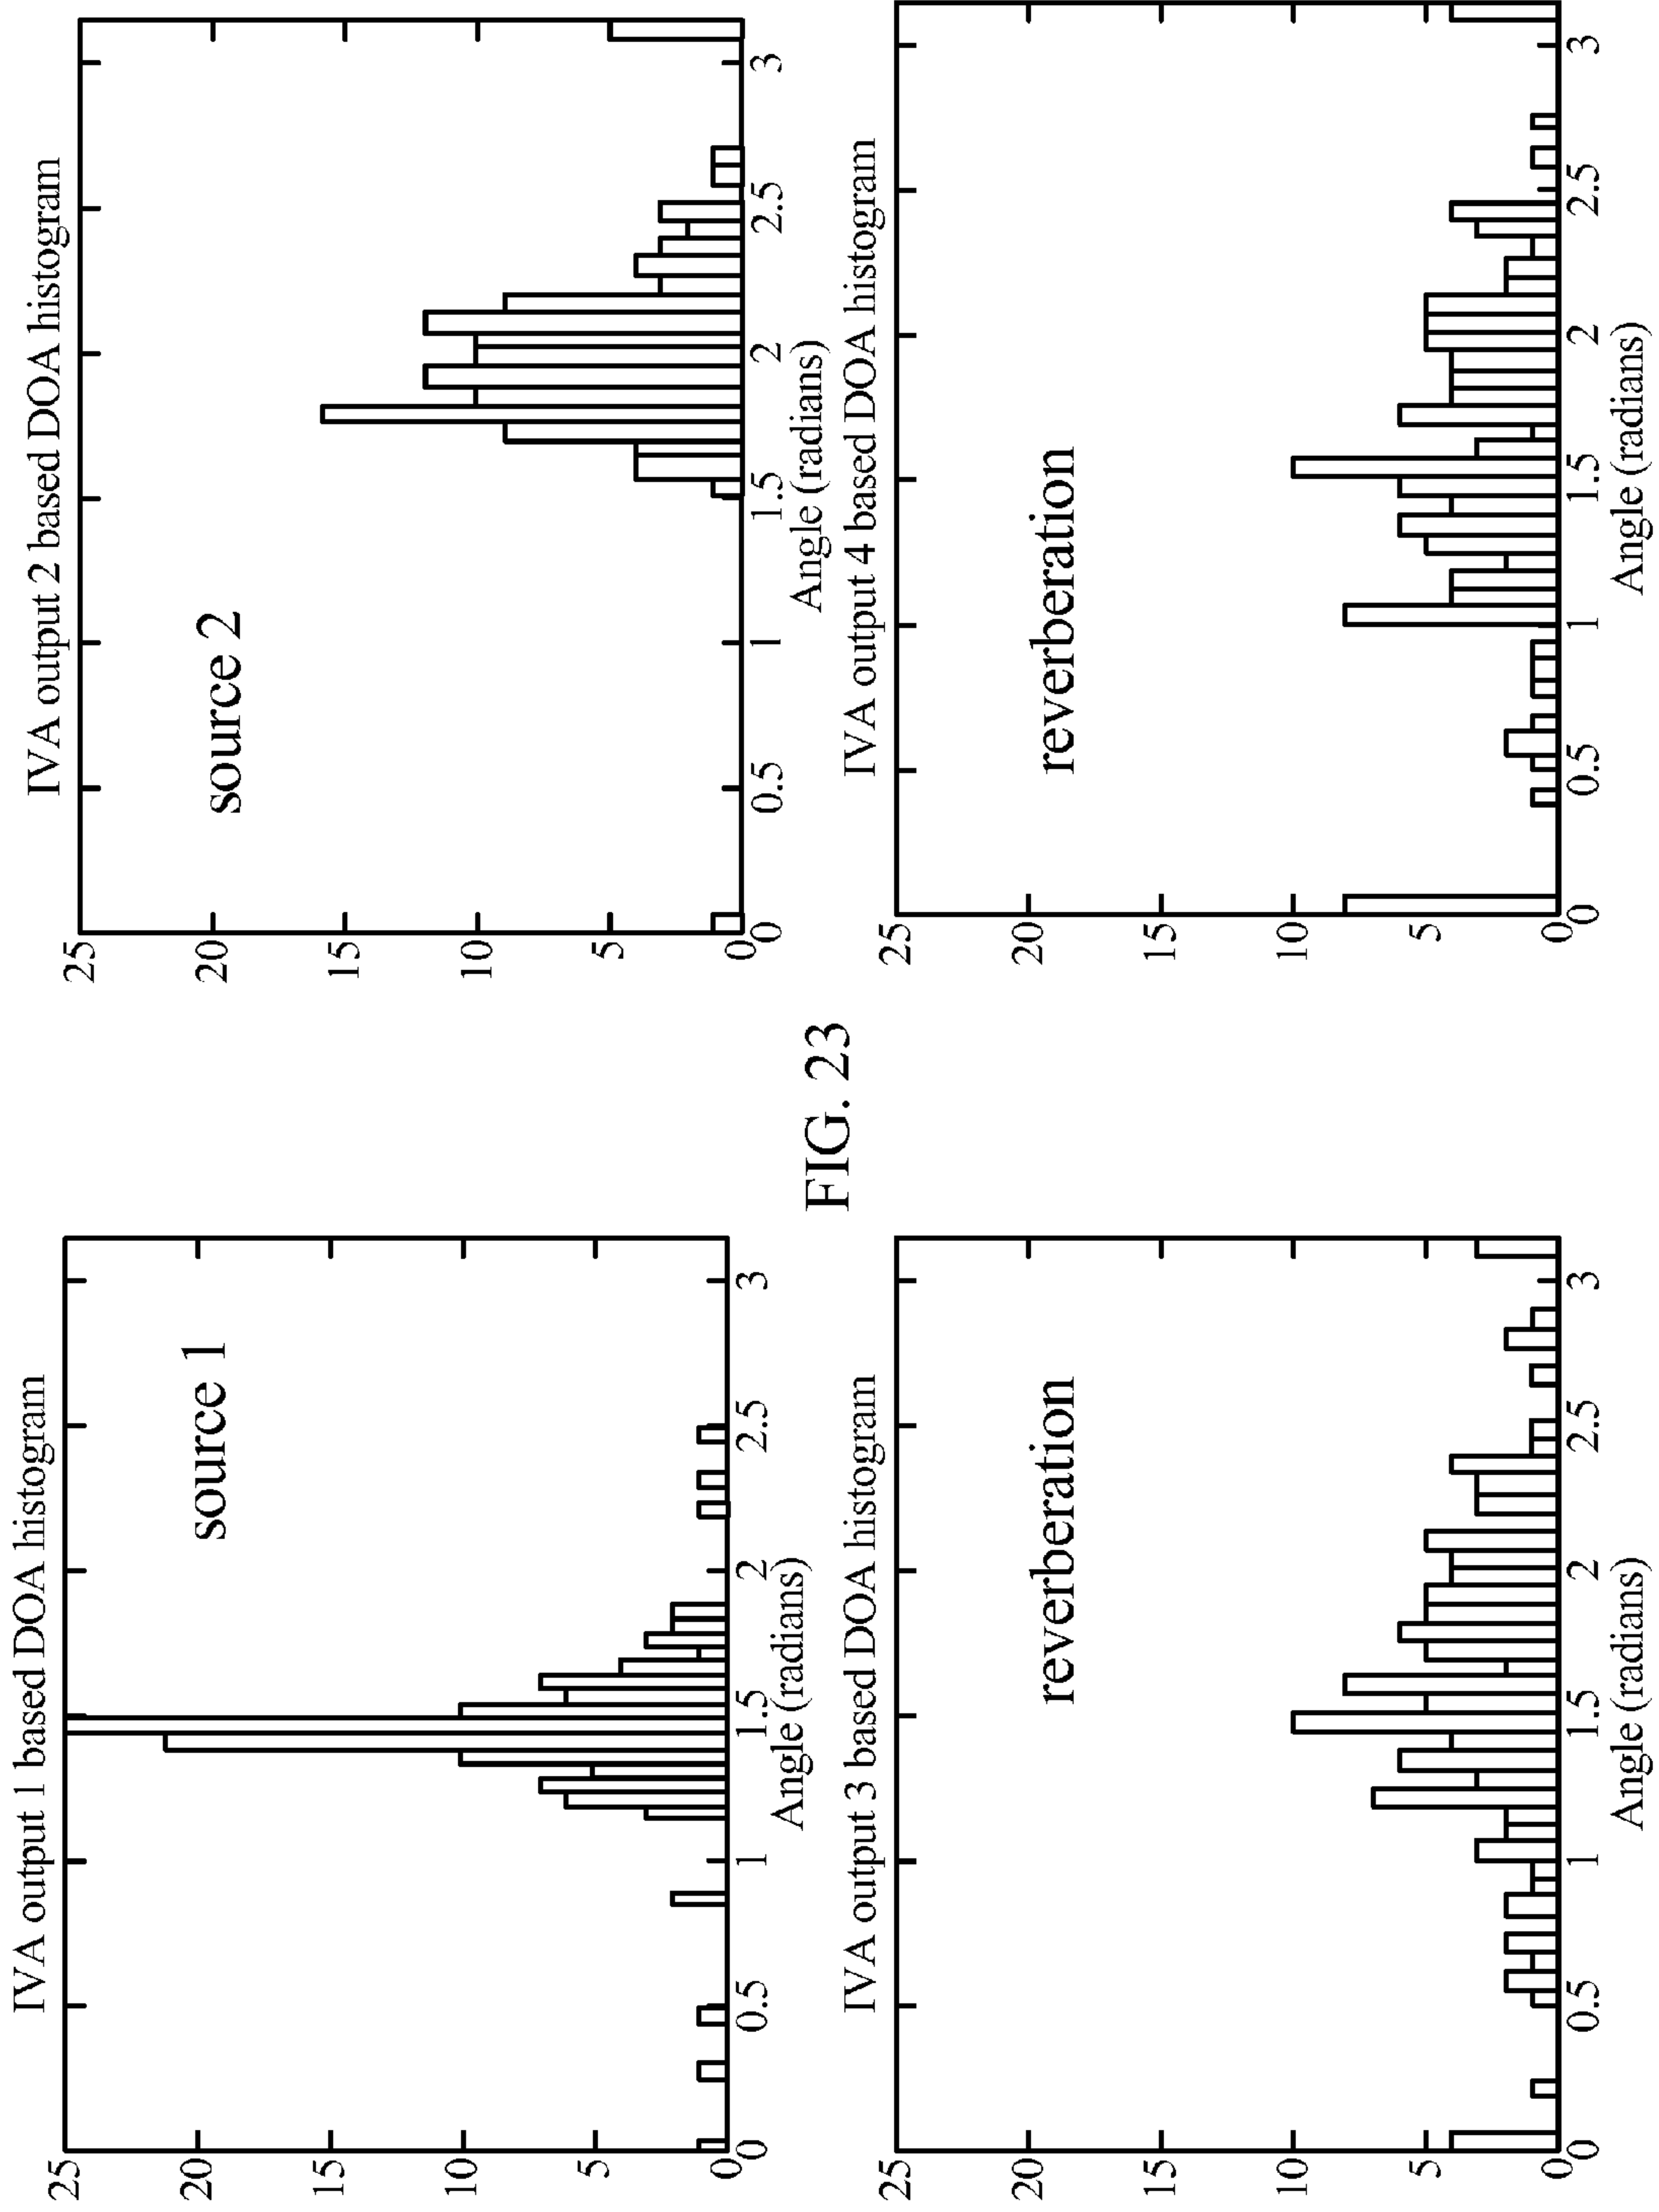 IVA output 1 based DOA histogram
25
20
15
10
5
0
source 1
0 0.5 1 1.5 2 2.5 3
Angle (radians)
IVA output 2 based DOA histogram
25
20
15
10
5
0
source 2
0 0.5 1 1.5 2 2.5 3
Angle (radians)
IVA output 3 based DOA histogram
25
20
15
10
5
0
reverberation
0 0.5 1 1.5 2 2.5 3
Angle (radians)
IVA output 4 based DOA histogram
25
20
15
10
5
0
reverberation
0 0.5 1 1.5 2 2.5 3
Angle (radians)
FIG. 23